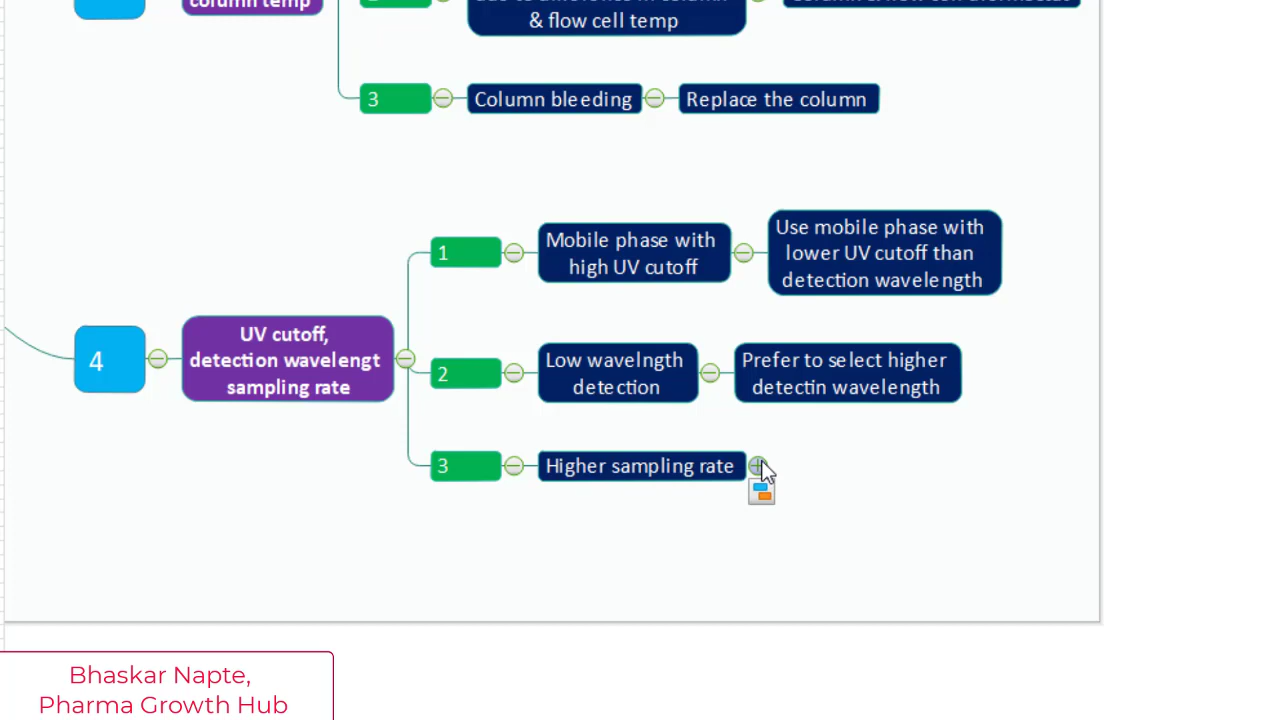 column temp
& flow cell temp
3
Column bleeding
Replace the column
1
Mobile phase with
high UV cutoff
Use mobile phase with
lower UV cutoff than
detection wavelength
4
UV cutoff,
detection wavelengt
sampling rate
2
Low wavelngth
detection
Prefer to select higher
detectin wavelength
3
Higher sampling rate
Bhaskar Napte,
Pharma Growth Hub